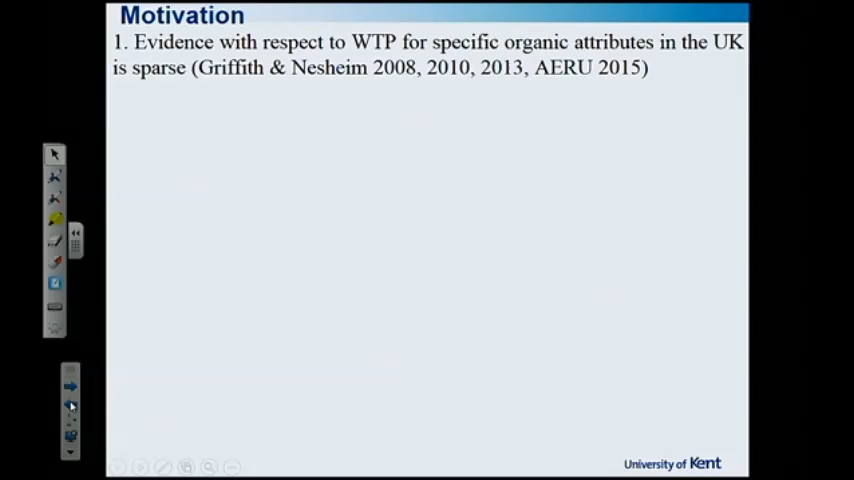 Motivation
1. Evidence with respect to WTP for specific organic attributes in the UK
is sparse (Griffith & Nesheim 2008, 2010, 2013, AERU 2015)
University of Kent